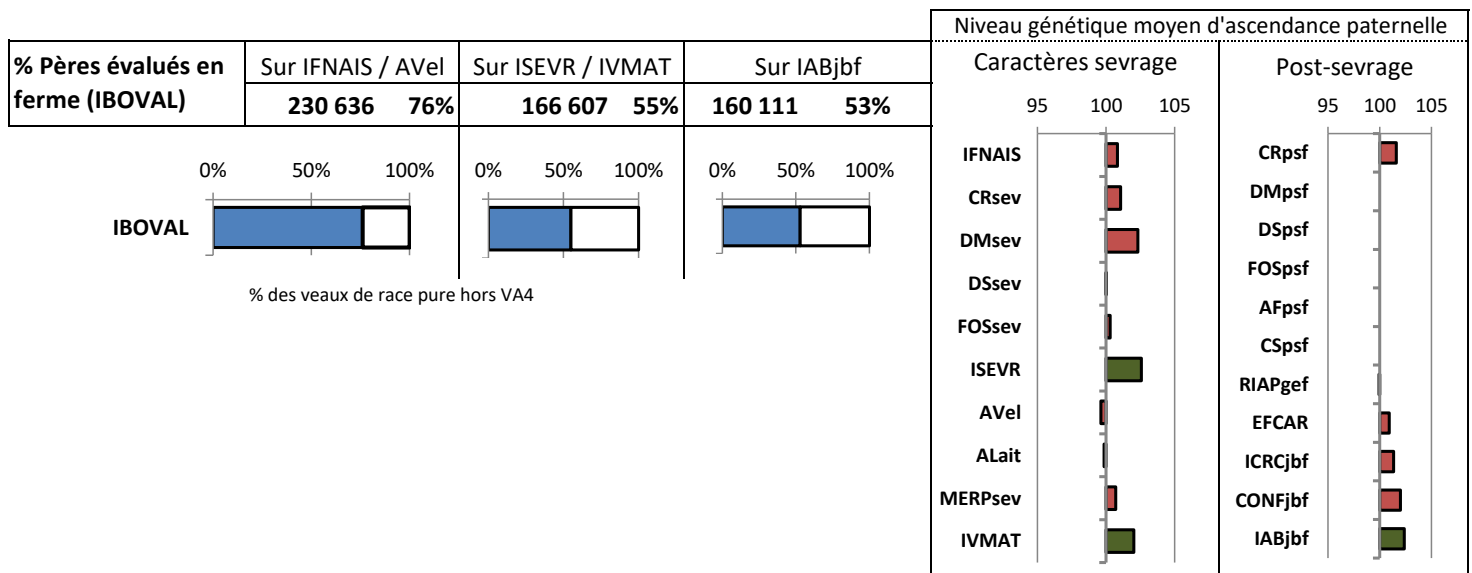 % Pères évalués en ferme (IBOVAL)
Sur IFNAIS / AVel
Sur ISEVR / IVMAT
Sur IABjbf
230 636 76%
166 607 55%
160 111 53%
0% 50% 100%
0% 50% 100%
0% 50% 100%
IBOVAL
% des veaux de race pure hors VA4
Niveau génétique moyen d'ascendance paternelle
Caractères sevrage
95 100 105
IFNAIS
CRsev
DMsev
DSsev
FOSsev
ISEVR
AVel
ALait
MERPsev
IVMAT
Post-sevrage
95 100 105
CRpsf
DMpsf
DSpsf
FOSpsf
AFpsf
CSpsf
RIAPgef
EFCAR
ICRCjbf
CONFjbf
IABjbf